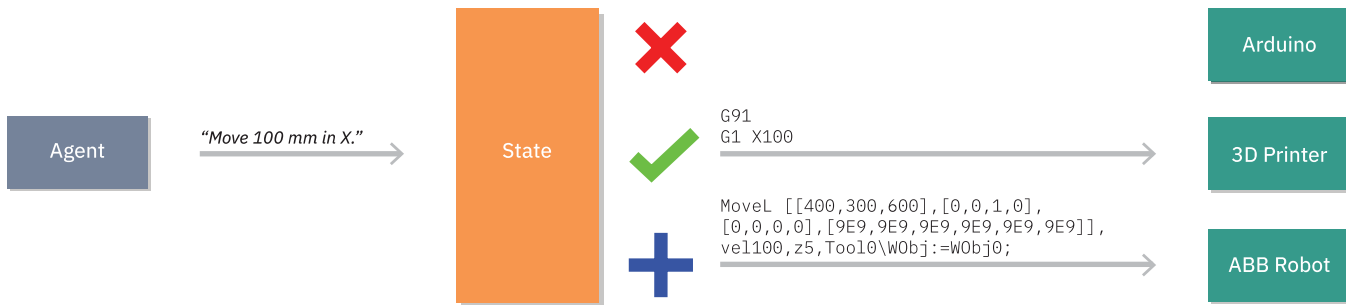 Agent
“Move 100 mm in X.”
State
G91
G1 X100
MoveL [[400,300,600],[0,0,1,0],
[0,0,0,0],[9E9,9E9,9E9,9E9,9E9,9E9]],
vel100,z5,Tool0\WObj:=WObj0;
Arduino
3D Printer
ABB Robot